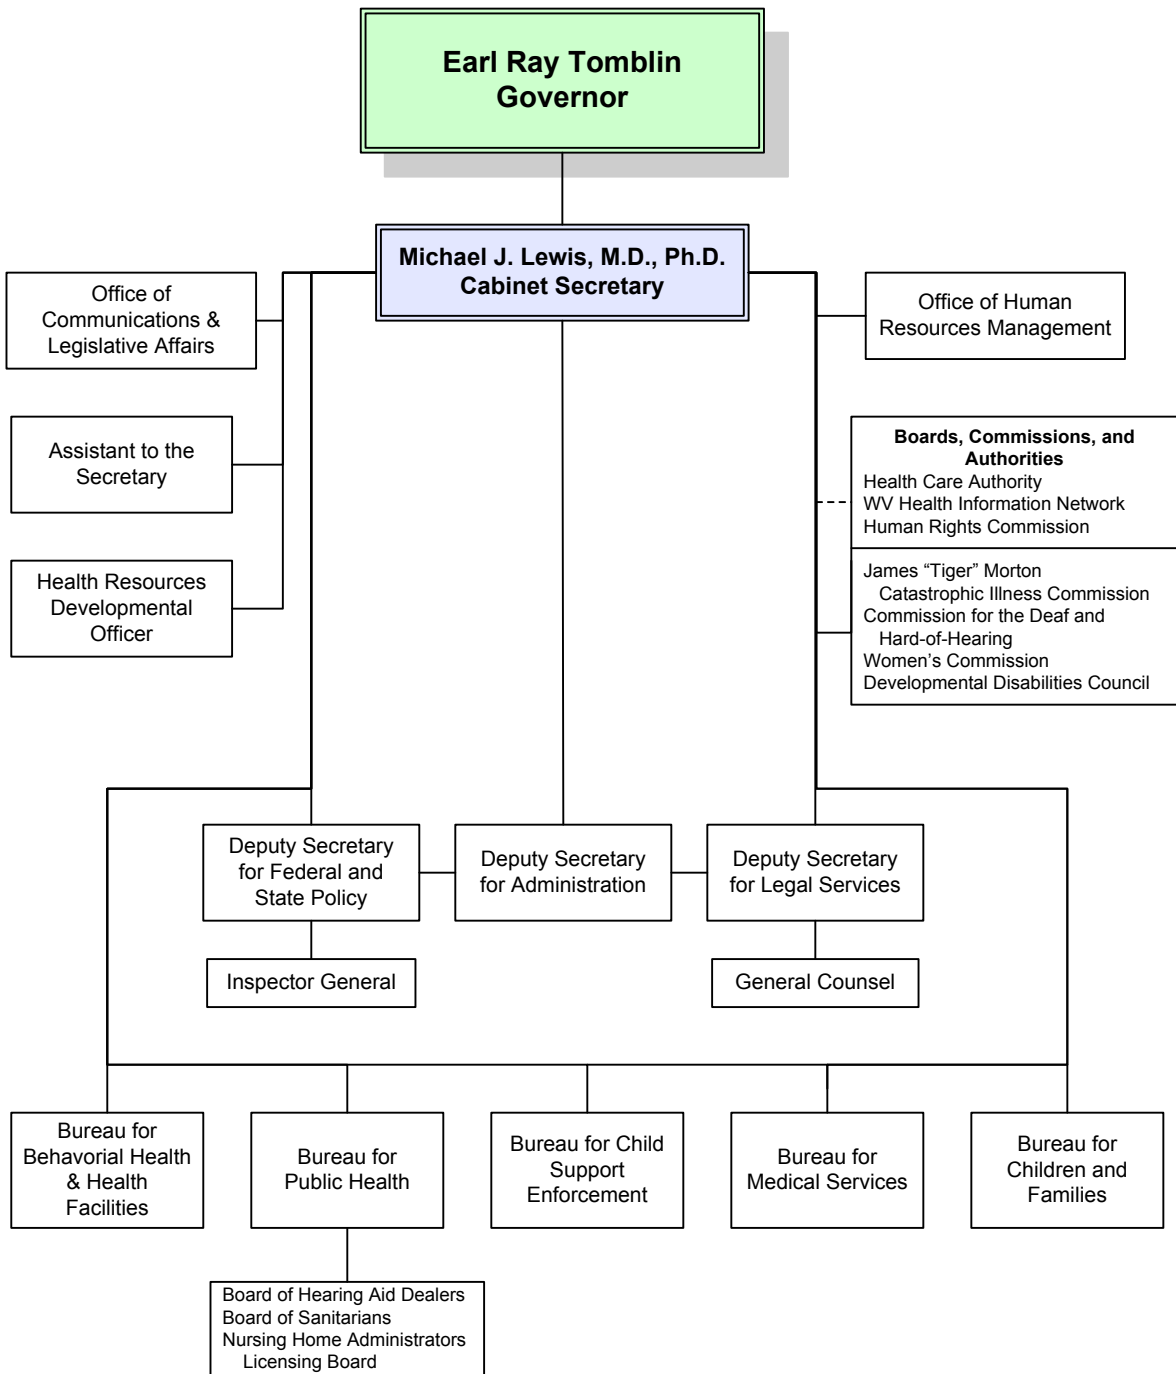 Earl Ray Tomblin
Governor
Michael J. Lewis, M.D., Ph.D.
Cabinet Secretary
Office of
Communications &
Legislative Affairs
Office of Human
Resources Management
Assistant to the
Secretary
Boards, Commissions, and
Authorities
Health Care Authority
WV Health Information Network
Human Rights Commission
Health Resources
Developmental
Officer
James “Tiger” Morton
Catastrophic Illness Commission
Commission for the Deaf and
Hard-of-Hearing
Women’s Commission
Developmental Disabilities Council
Deputy Secretary
for Federal and
State Policy
Deputy Secretary
for Administration
Deputy Secretary
for Legal Services
Inspector General
General Counsel
Bureau for
Behavorial Health
& Health
Facilities
Bureau for
Public Health
Bureau for Child
Support
Enforcement
Bureau for
Medical Services
Bureau for
Children and
Families
Board of Hearing Aid Dealers
Board of Sanitarians
Nursing Home Administrators
Licensing Board